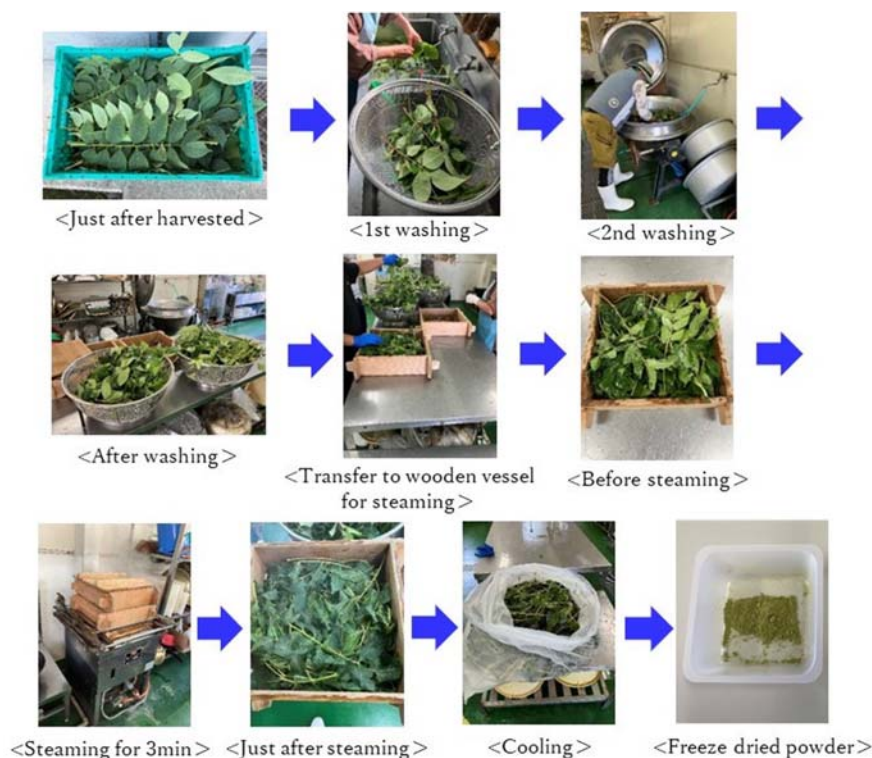 <Just after harvested>
<1st washing>
<2nd washing>
<After washing>
<Transfer to wooden vessel
for steaming>
<Before steaming>
<Steaming for 3min>
<Just after steaming>
<Cooling>
<Freeze dried powder>